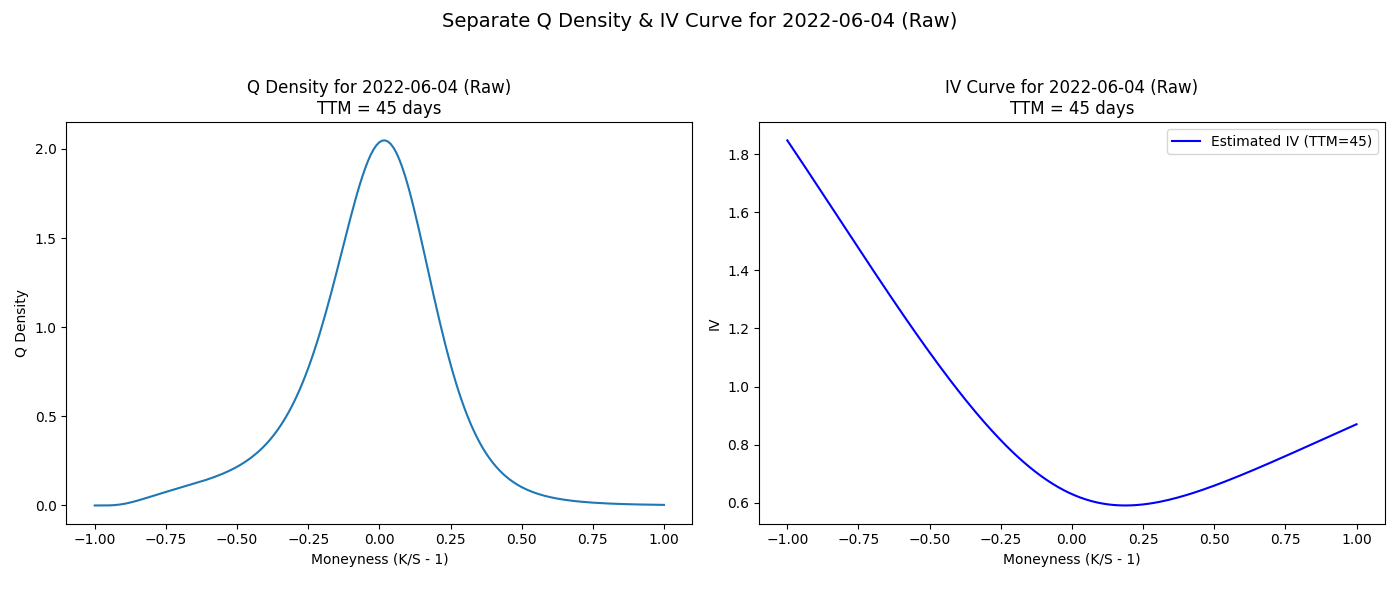 Separate Q Density & IV Curve for 2022-06-04 (Raw)
Q Density for 2022-06-04 (Raw)
TTM = 45 days
2.0
1.5
1.0
0.5
0.0
Q Density
−1.00 −0.75 −0.50 −0.25 0.00 0.25 0.50 0.75 1.00
Moneyness (K/S - 1)
IV Curve for 2022-06-04 (Raw)
TTM = 45 days
Estimated IV (TTM=45)
1.8
1.6
1.4
1.2
1.0
0.8
0.6
IV
−1.00 −0.75 −0.50 −0.25 0.00 0.25 0.50 0.75 1.00
Moneyness (K/S - 1)